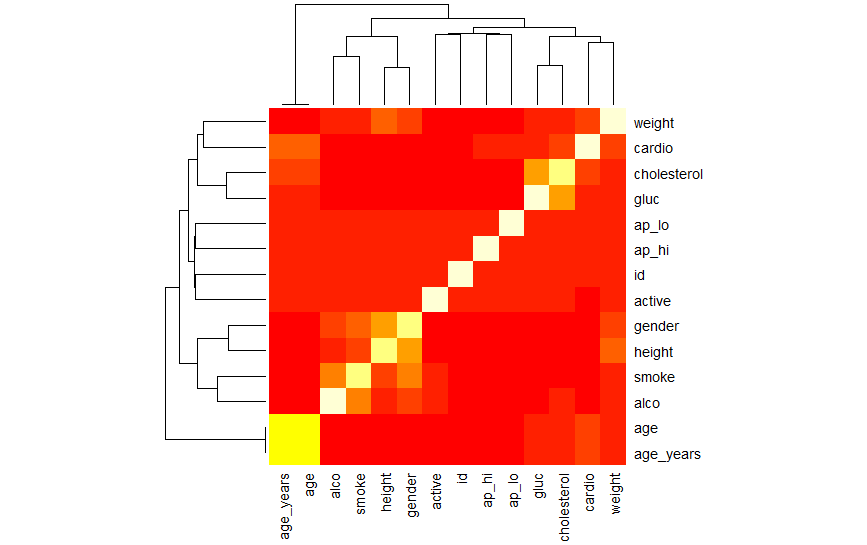 weight
cardio
cholesterol
gluc
ap_lo
ap_hi
id
active
gender
height
smoke
alco
age
age_years
age_years
age
alco
smoke
height
gender
active
id
ap_hi
ap_lo
gluc
cholesterol
cardio
weight